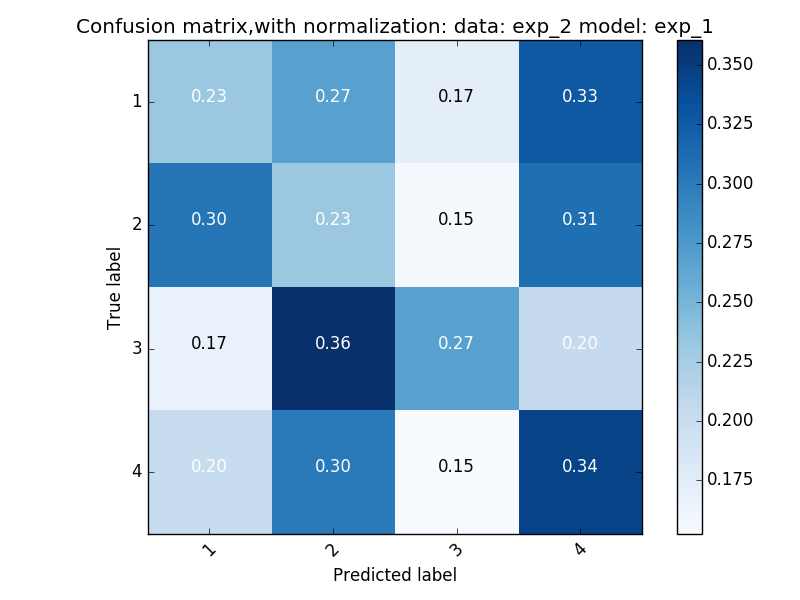 Confusion matrix,with normalization: data: exp_2 model: exp_1
1 0.23 0.27 0.17 0.33
2 0.30 0.23 0.15 0.31
3 0.17 0.36 0.27 0.20
4 0.20 0.30 0.15 0.34
1 2 3 4
True label
Predicted label
0.350
0.325
0.300
0.275
0.250
0.225
0.200
0.175